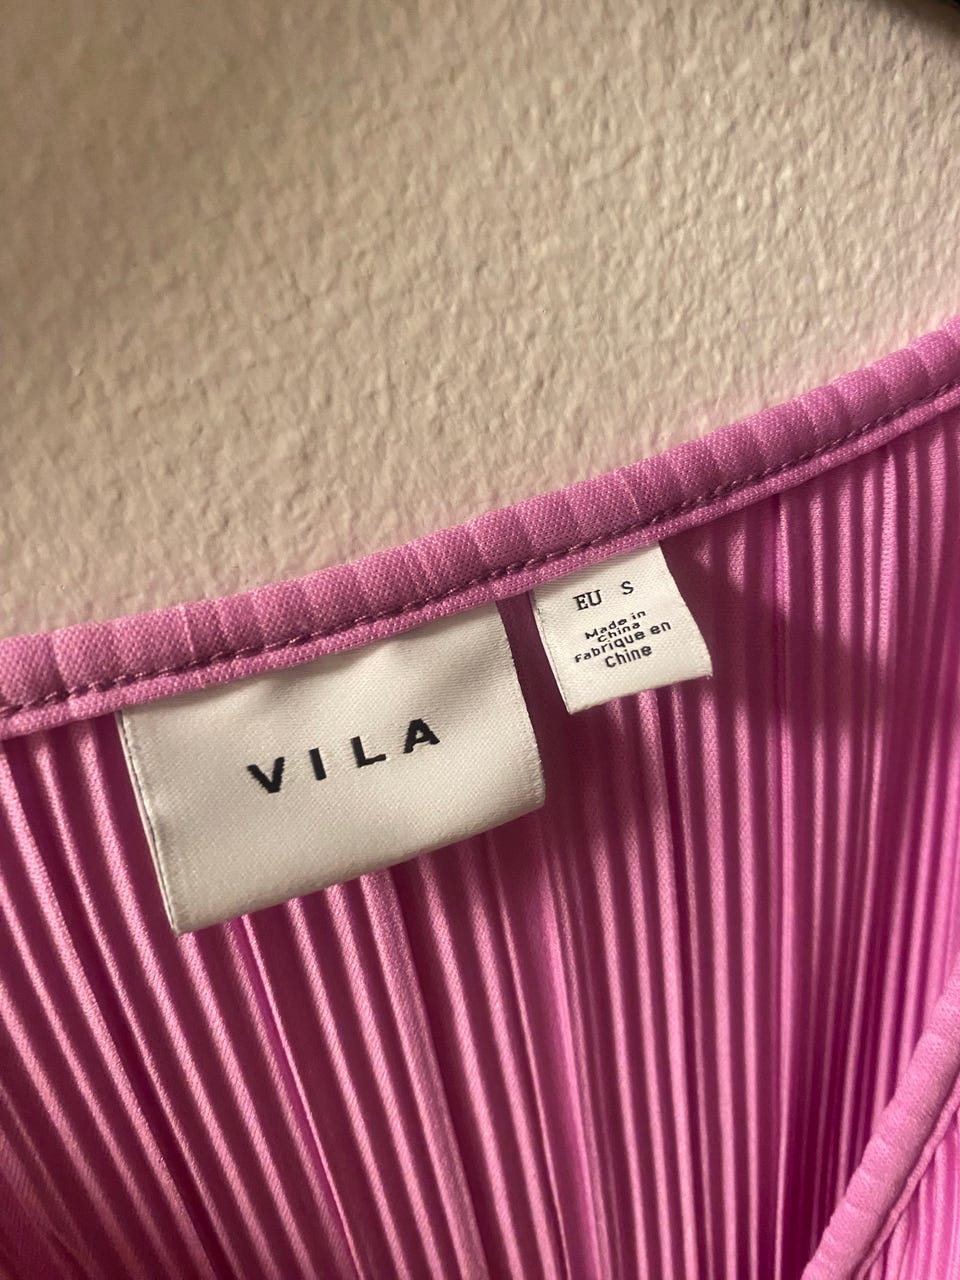 VILA
EU S
Made in
China
Fabrique en
Chine